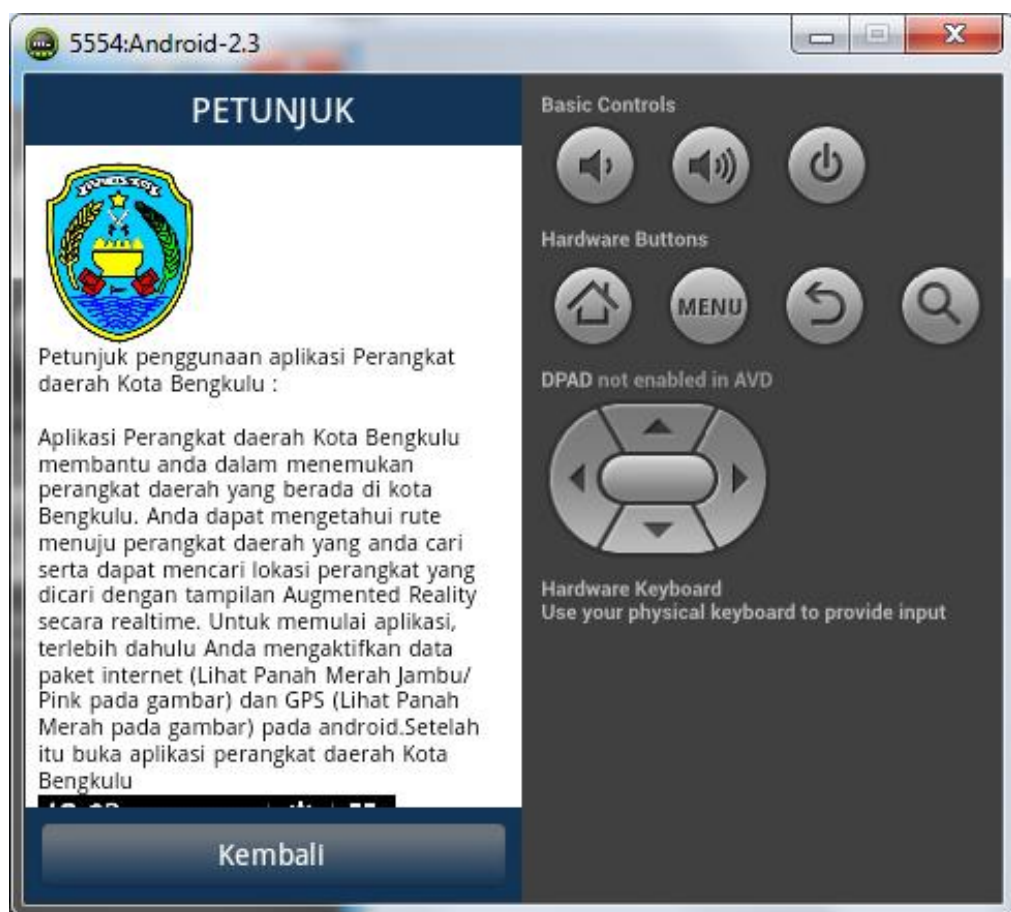 5554:Android-2.3
PETUNJUK
Petunjuk penggunaan aplikasi Perangkat
daerah Kota Bengkulu :
Aplikasi Perangkat daerah Kota Bengkulu
membantu anda dalam menemukan
perangkat daerah yang berada di kota
Bengkulu. Anda dapat mengetahui rute
menuju perangkat daerah yang anda cari
serta dapat mencari lokasi perangkat yang
dicari dengan tampilan Augmented Reality
secara realtime. Untuk memulai aplikasi,
terlebih dahulu Anda mengaktifkan data
paket internet (Lihat Panah Merah Jambu/
Pink pada gambar) dan GPS (Lihat Panah
Merah pada gambar) pada android.Setelah
itu buka aplikasi perangkat daerah Kota
Bengkulu
Kembali
Basic Controls
Hardware Buttons
MENU
DPAD not enabled in AVD
Hardware Keyboard
Use your physical keyboard to provide input